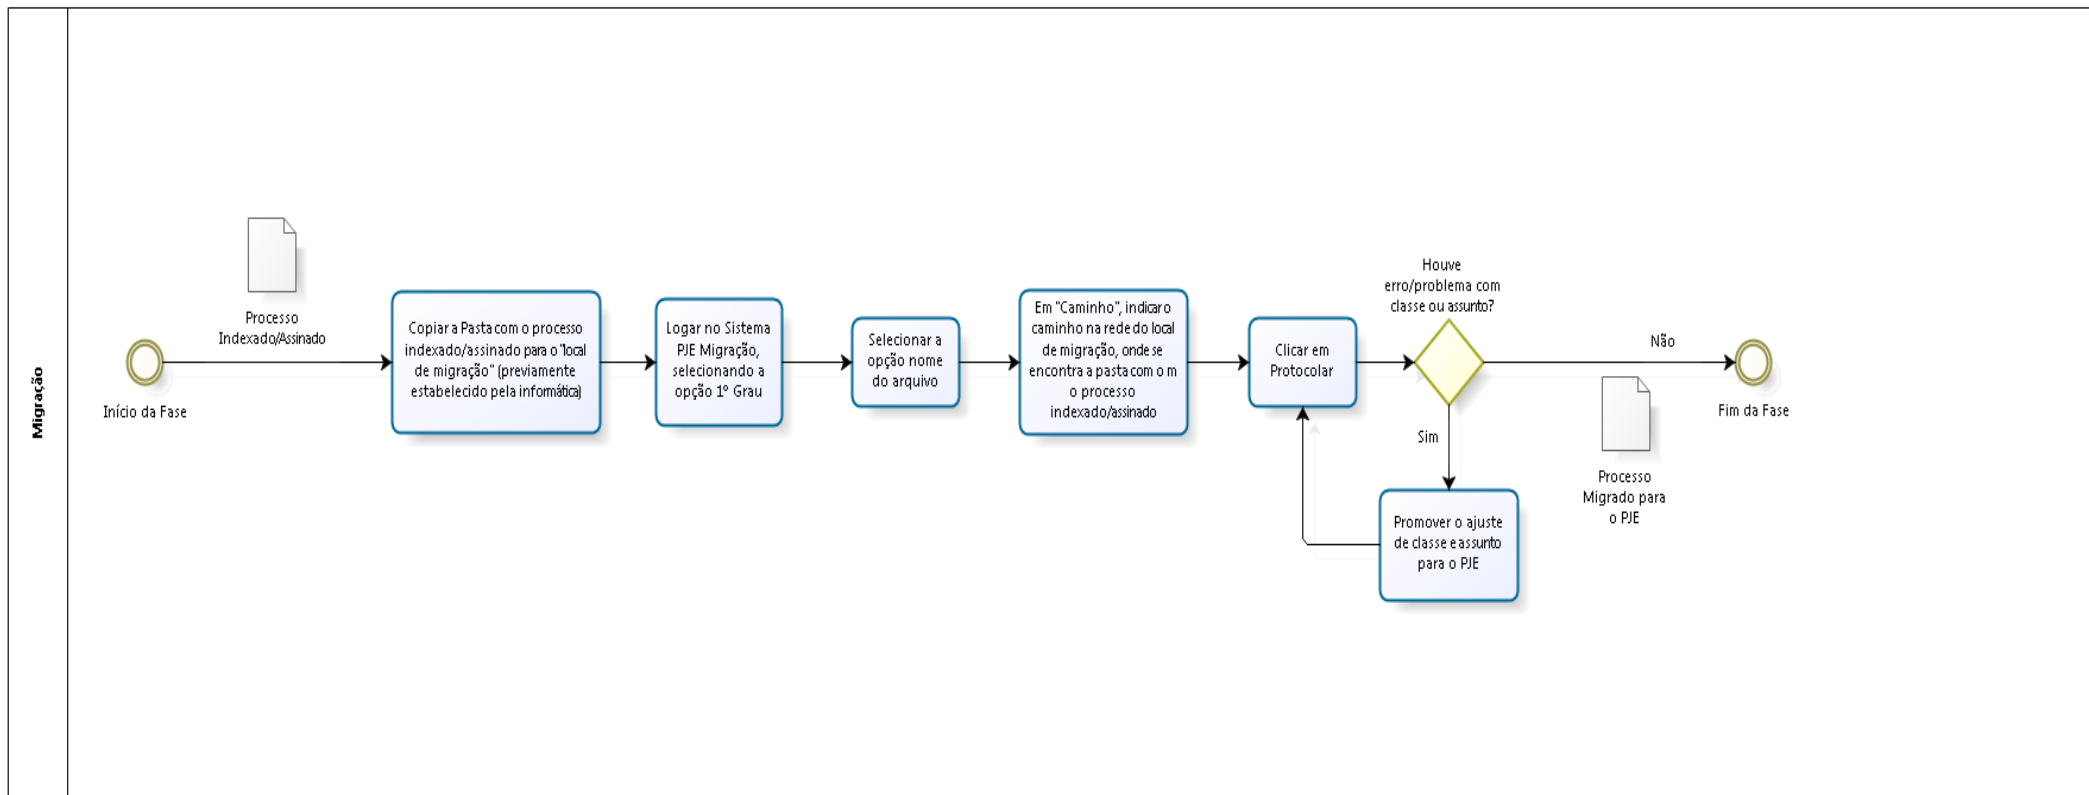 Migração
Processo
Indexado/Assinado
Início da Fase
Copiar a Pasta com o processo
indexado/assinado para o "local
de migração" (previamente
estabelecido pela informática)
Logar no Sistema
PJE Migração,
selecionando a
opção 1º Grau
Selecionar a
opção nome
do arquivo
Em "Caminho", indicar o
caminho na rede do local
de migração, onde se
encontra a pasta com o m
o processo
indexado/assinado
Clicar em
Protocolar
Houve
erro/problema com
classe ou assunto?
Não
Sim
Promover o ajuste
de classe e assunto
para o PJE
Processo
Migrado para
o PJE
Fim da Fase